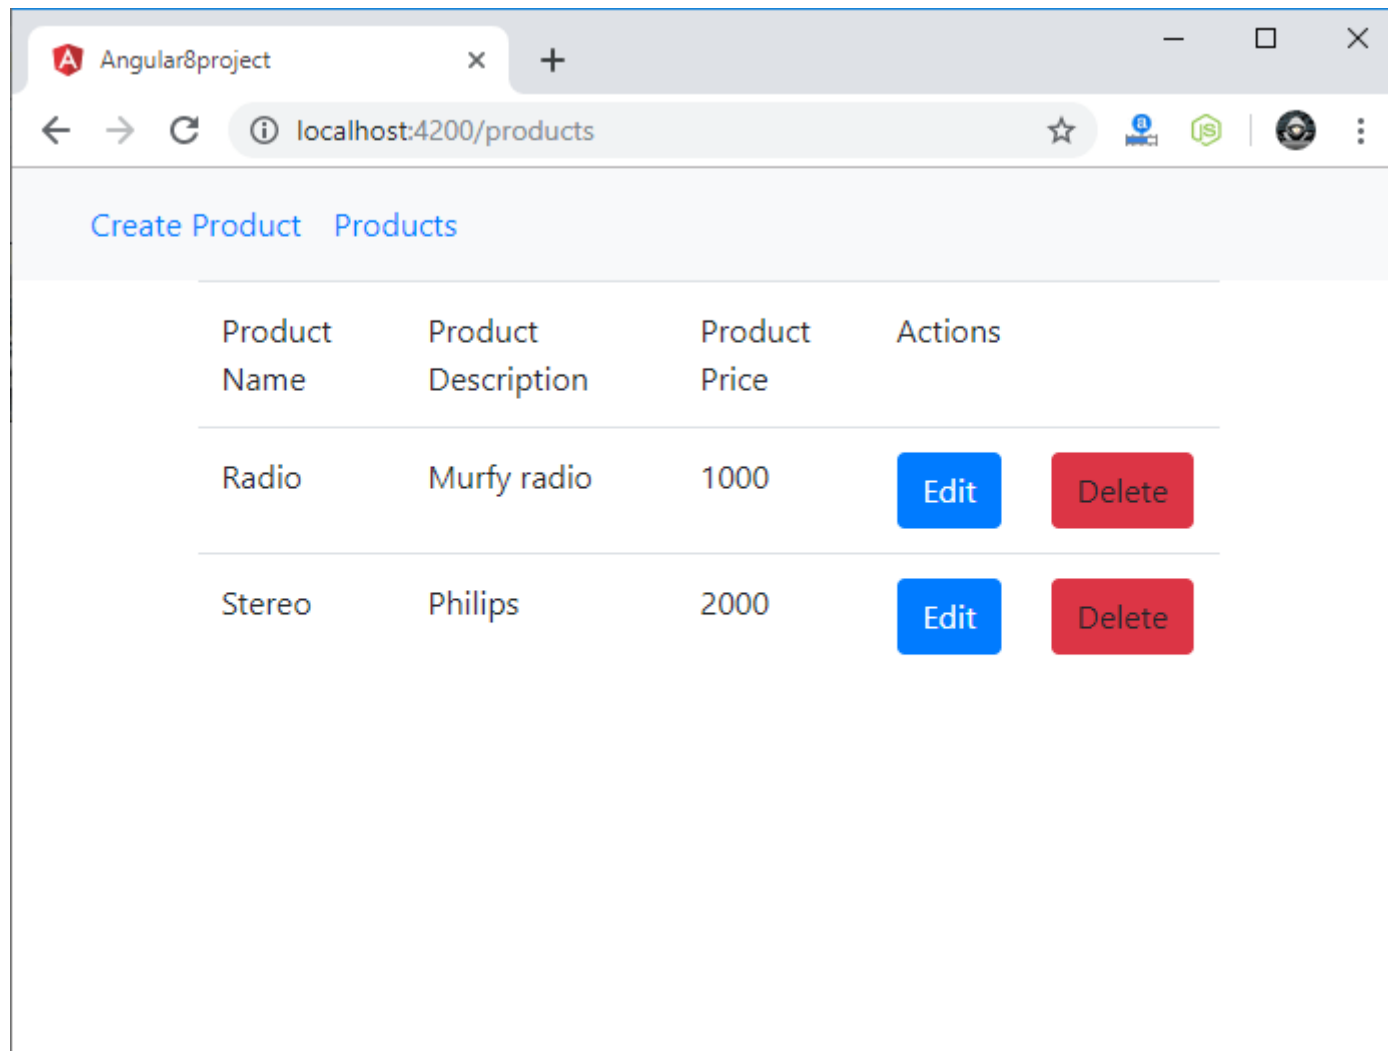 Angular8project
localhost:4200/products
Create Product Products
Product Product Product Actions
Name Description Price
Radio Murfy radio 1000 Edit Delete
Stereo Philips 2000 Edit Delete